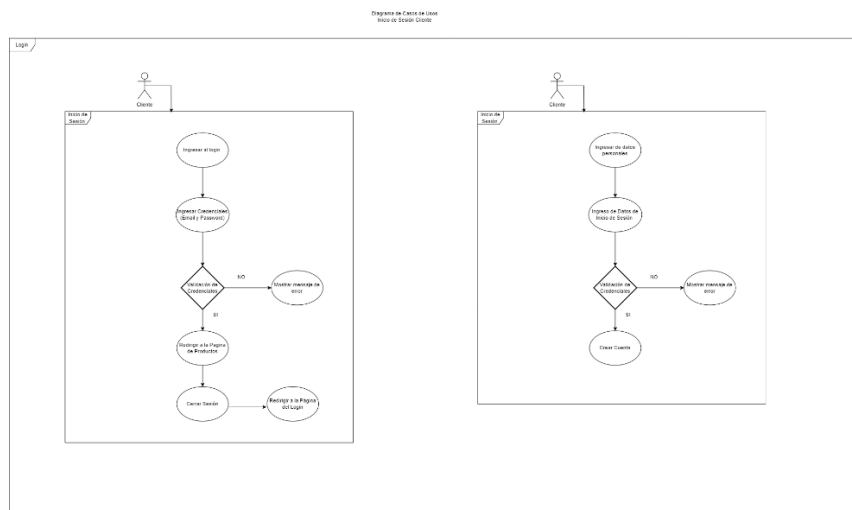 Diagrama de Casos de Usos
Inicio de Sesión Cliente
Login
Cliente
Inicio de
Sesión
Ingresar al login
Ingresar Credenciales
(Email y Password)
Validación de
Credenciales
NO
Mostrar mensaje de
error
SI
Redirigir a la Pagina
de Productos
Cerrar Sesión
Redirigir a la Página
del Login
Cliente
Inicio de
Sesión
Ingresar de datos
personales
Ingreso de Datos de
Inicio de Sesión
Validación de
Credenciales
NO
Mostrar mensaje de
error
SI
Crear Cuenta